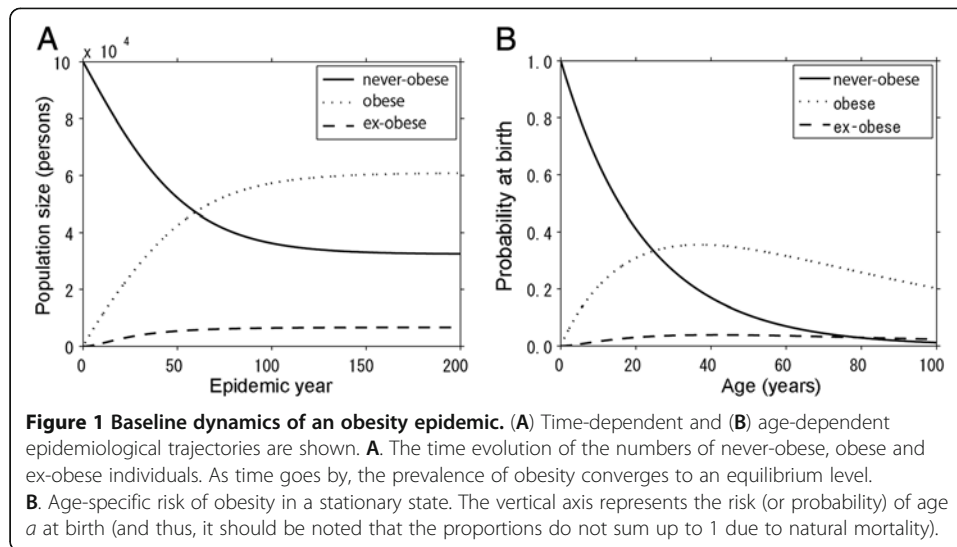 A
x 10 4
10
8
6
4
2
0
0
50
100
150
200
Population size (persons)
Epidemic year
never-obese
obese
ex-obese
B
1.0
0.8
0.6
0.4
0.2
0.0
0
20
40
60
80
100
Probability at birth
Age (years)
never-obese
obese
ex-obese
Figure 1 Baseline dynamics of an obesity epidemic. (A) Time-dependent and (B) age-dependent
epidemiological trajectories are shown. A. The time evolution of the numbers of never-obese, obese and
ex-obese individuals. As time goes by, the prevalence of obesity converges to an equilibrium level.
B. Age-specific risk of obesity in a stationary state. The vertical axis represents the risk (or probability) of age
a at birth (and thus, it should be noted that the proportions do not sum up to 1 due to natural mortality).